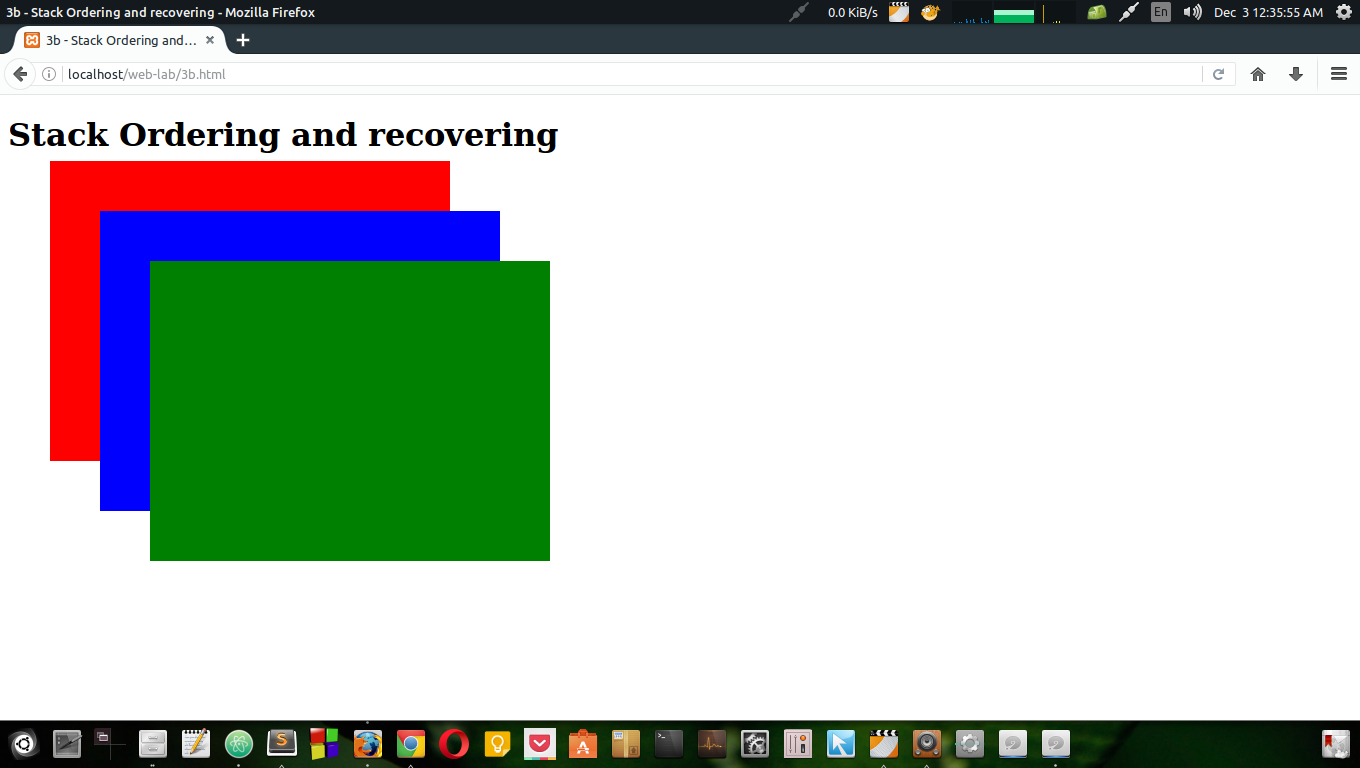 3b - Stack Ordering and recovering - Mozilla Firefox
0.0 KiB/s
En
Dec 3 12:35:55 AM
3b - Stack Ordering and...
localhost/web-lab/3b.html
Stack Ordering and recovering